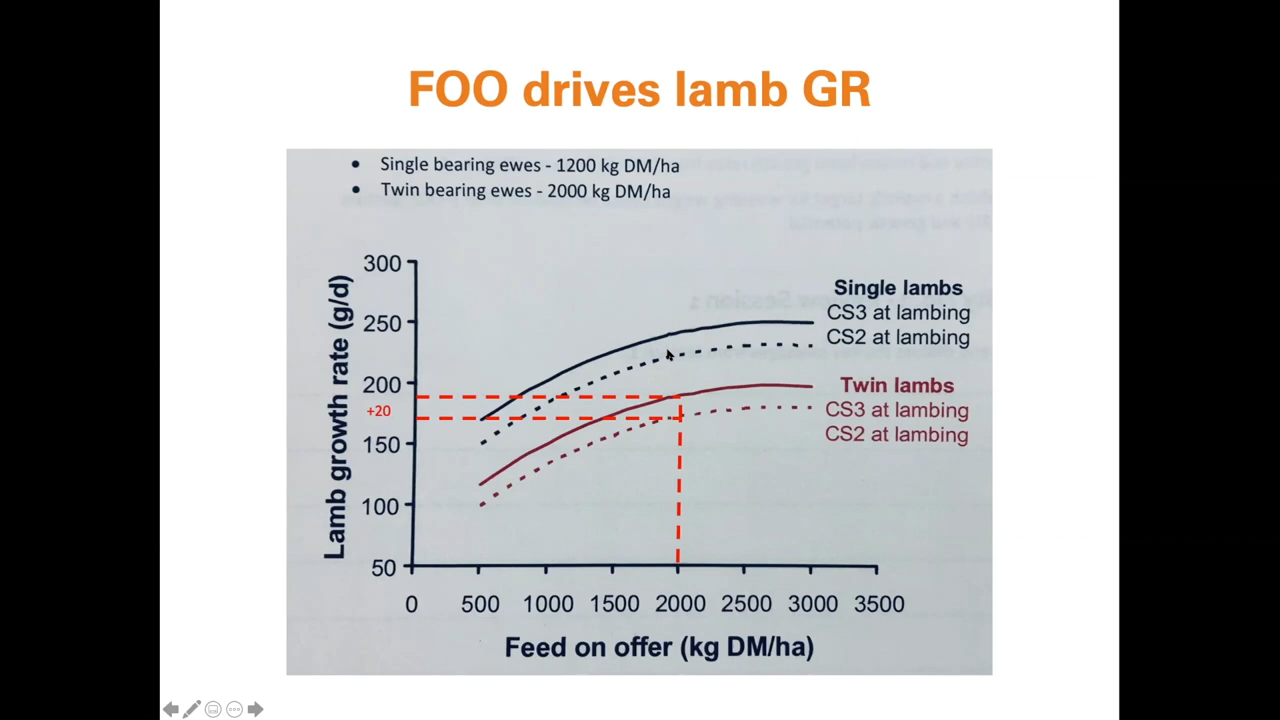 FOO drives lamb GR
• Single bearing ewes - 1200 kg DM/ha
• Twin bearing ewes - 2000 kg DM/ha
Lamb growth rate (g/d)
300
250
200
+20
150
100
50
Single lambs
CS3 at lambing
CS2 at lambing
Twin lambs
CS3 at lambing
CS2 at lambing
0 500 1000 1500 2000 2500 3000 3500
Feed on offer (kg DM/ha)